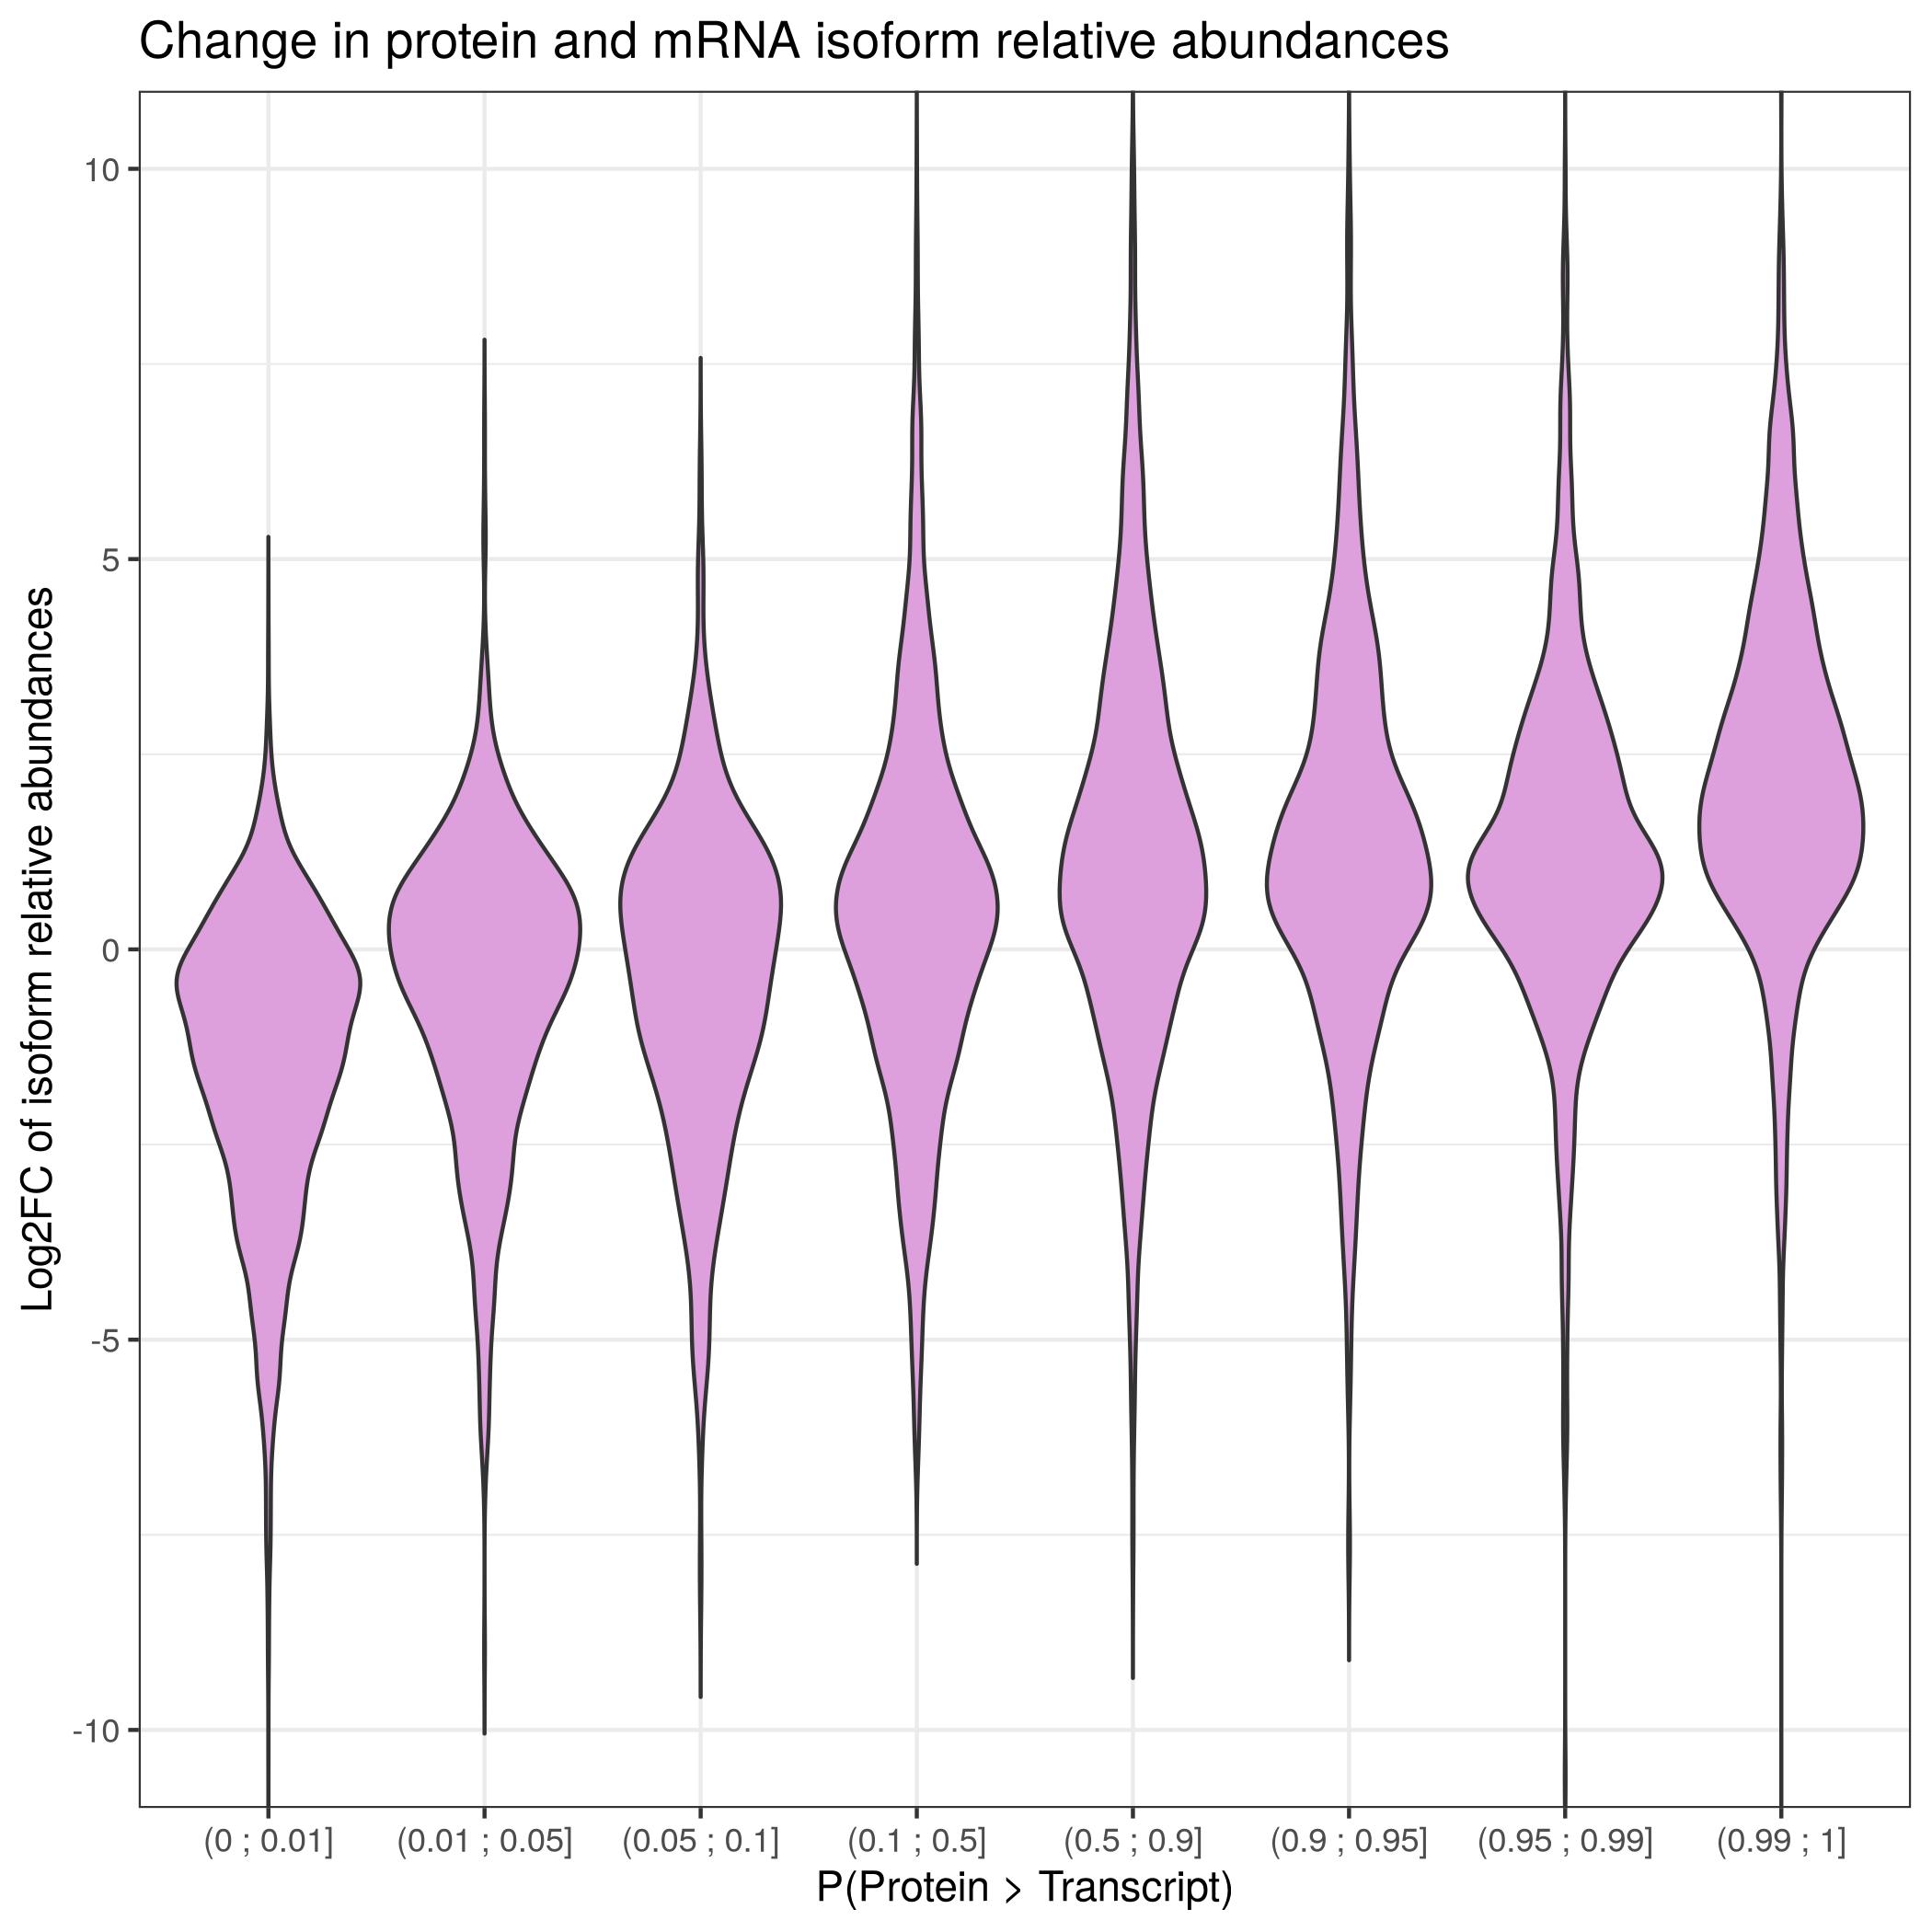 Change in protein and mRNA isoform relative abundances
Log2FC of isoform relative abundances
10
5
0
-5
-10
(0 ; 0.01]
(0.01 ; 0.05]
(0.05 ; 0.1]
(0.1 ; 0.5]
(0.5 ; 0.9]
(0.9 ; 0.95]
(0.95 ; 0.99]
(0.99 ; 1]
P(Protein > Transcript)